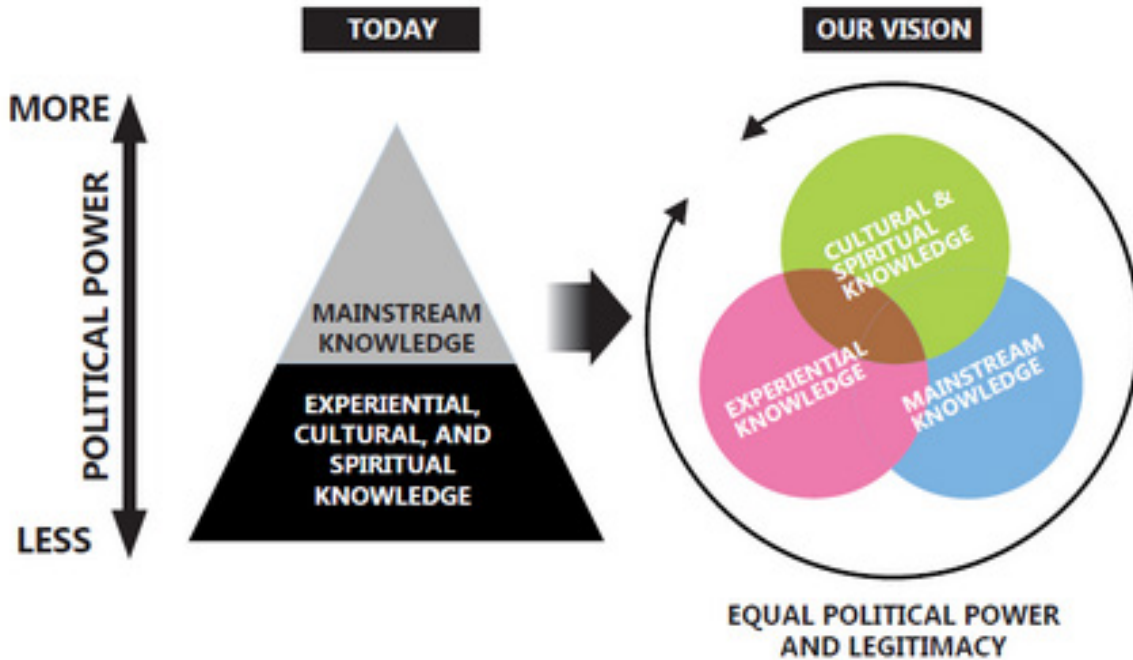 TODAY
OUR VISION
MORE
POLITICAL POWER
LESS
MAINSTREAM
KNOWLEDGE
EXPERIENTIAL,
CULTURAL, AND
SPIRITUAL
KNOWLEDGE
CULTURAL &
SPIRITUAL
KNOWLEDGE
EXPERIENTIAL
KNOWLEDGE
MAINSTREAM
KNOWLEDGE
EQUAL POLITICAL POWER
AND LEGITIMACY